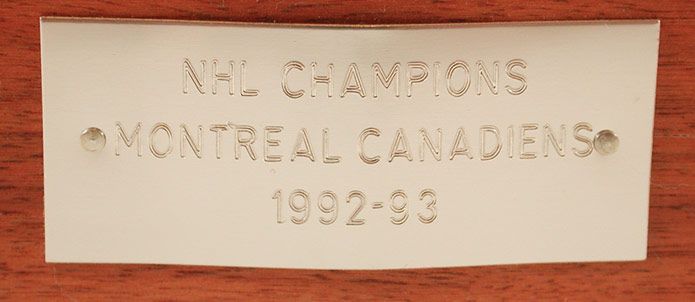 NHL CHAMPIONS
MONTREAL CANADIENS
1992-93